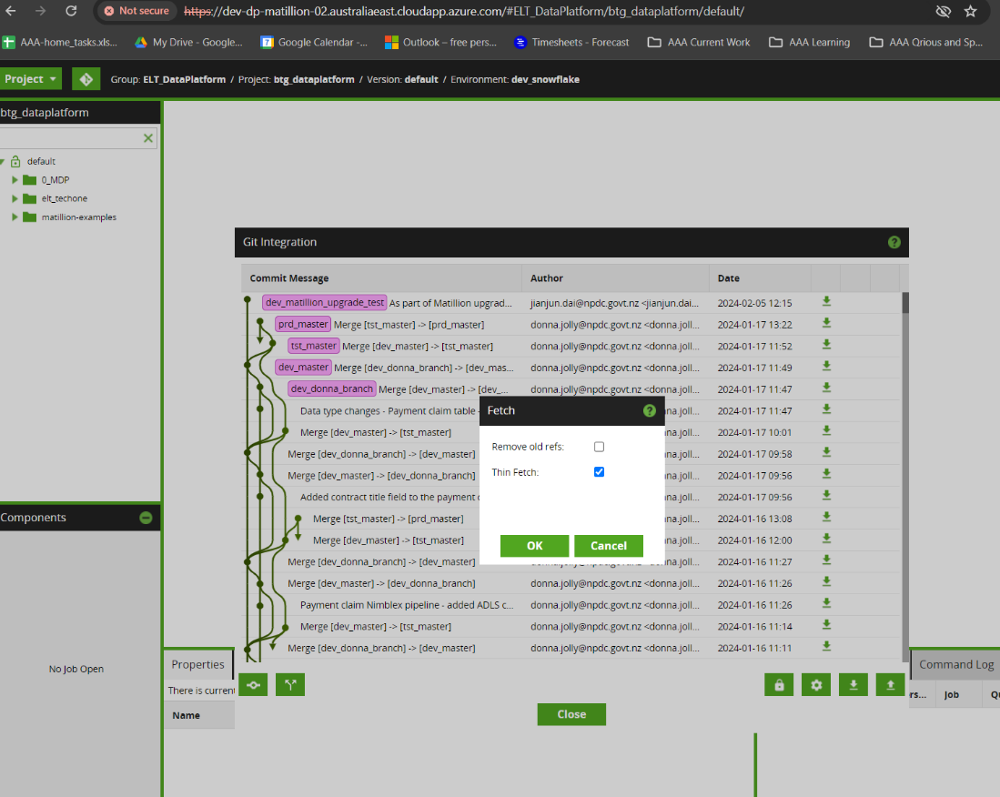 Not secure https://dev-dp-matillion-02.australiaeast.cloudapp.azure.com/#ELT_DataPlatform/btg_dataplatform/default/
AAA-home_tasks.xls... My Drive - Google... Google Calendar -... Outlook – free pers... Timesheets - Forecast AAA Current Work AAA Learning AAA Qrious and Sp...
Project Group: ELT_DataPlatform / Project: btg_dataplatform / Version: default / Environment: dev_snowflake
btg_dataplatform
default
0_MDP
elt_techone
matillion-examples
Components
No Job Open
Git Integration
Commit Message Author Date
dev_matillion_upgrade_test As part of Matillion upgrad... jianjun.dai@npdc.govt.nz <jianjun.dai... 2024-02-05 12:15
prd_master Merge [tst_master] -> [prd_master] donna.jolly@npdc.govt.nz <donna.joll... 2024-01-17 13:22
tst_master Merge [dev_master] -> [tst_master] donna.jolly@npdc.govt.nz <donna.joll... 2024-01-17 11:52
dev_master Merge [dev_donna_branch] -> [dev_mas... donna.jolly@npdc.govt.nz <donna.joll... 2024-01-17 11:49
dev_donna_branch Merge [dev_master] -> [dev_... donna.jolly@npdc.govt.nz <donna.joll... 2024-01-17 11:47
Data type changes - Payment claim table - donna.joll... 2024-01-17 11:47
Merge [dev_master] -> [tst_master] donna.joll... 2024-01-17 10:01
Merge [dev_donna_branch] -> [dev_master] donna.joll... 2024-01-17 09:58
Merge [dev_master] -> [dev_donna_branch] donna.joll... 2024-01-17 09:56
Added contract title field to the payment donna.joll... 2024-01-17 09:56
Merge [tst_master] -> [prd_master] donna.joll... 2024-01-16 13:08
Merge [dev_master] -> [tst_master] donna.joll... 2024-01-16 12:00
Merge [dev_donna_branch] -> [dev_master] donna.jolly@npdc.govt.nz <donna.joll... 2024-01-16 11:27
Merge [dev_master] -> [dev_donna_branch] donna.jolly@npdc.govt.nz <donna.joll... 2024-01-16 11:26
Payment claim Nimblex pipeline - added ADLS c... donna.jolly@npdc.govt.nz <donna.joll... 2024-01-16 11:26
Merge [dev_master] -> [tst_master] donna.jolly@npdc.govt.nz <donna.joll... 2024-01-16 11:14
Merge [dev_donna_branch] -> [dev_master] donna.jolly@npdc.govt.nz <donna.joll... 2024-01-16 11:11
Fetch
Remove old refs:
Thin Fetch:
OK Cancel
Close
Properties
There is current
Name
Command Log
rs... Job Qu